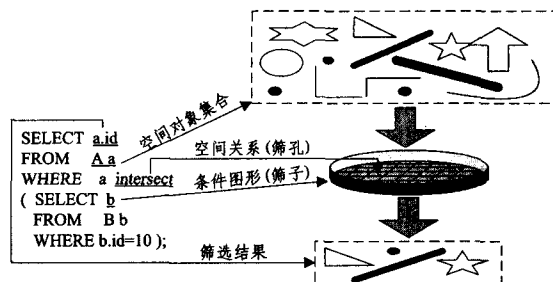 SELECT a.id
FROM A a
WHERE a intersect
( SELECT b
FROM B b
WHERE b.id=10 );
空间对象集合
空间关系(筛孔)
条件图形(筛子)
筛选结果